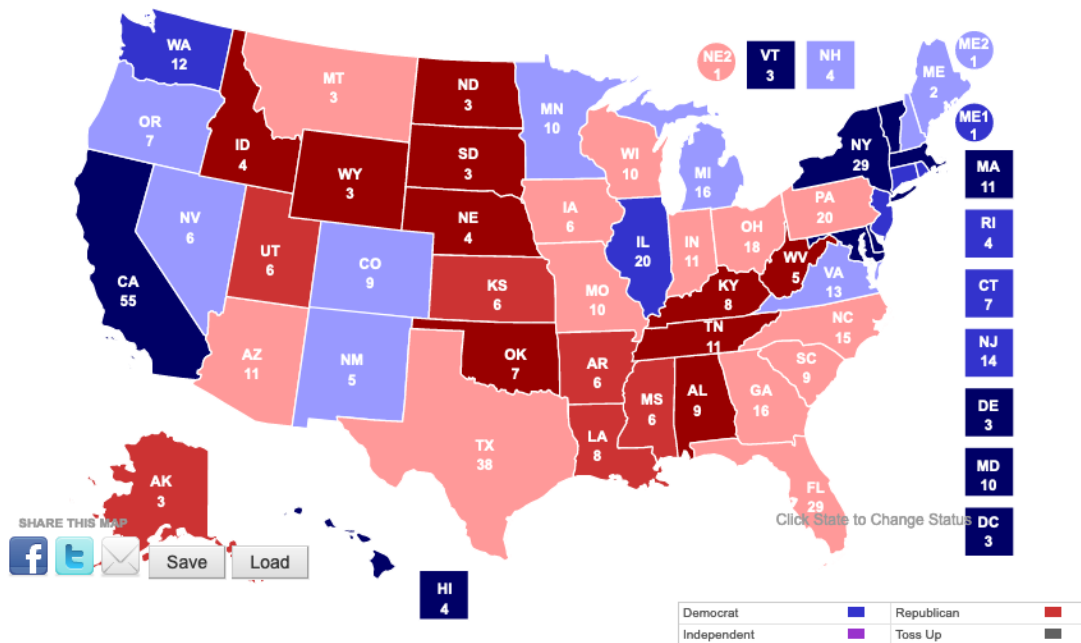 WA
12
OR
7
CA
55
NV
6
ID
4
MT
3
WY
3
UT
6
AZ
11
CO
9
NM
5
ND
3
SD
3
NE
4
KS
6
OK
7
TX
38
MN
10
IA
6
MO
10
AR
6
LA
8
WI
10
IL
20
MI
16
IN
11
OH
18
KY
8
TN
11
MS
6
AL
9
GA
16
FL
29
SC
9
NC
15
VA
13
WV
5
PA
20
NY
29
ME
2
NE2
1
VT
3
NH
4
ME2
1
ME1
1
MA
11
RI
4
CT
7
NJ
14
DE
3
MD
10
DC
3
AK
3
HI
4
Click State to Change Status
SHARE THIS MAP
f t Save Load
Democrat Republican
Independent Toss Up